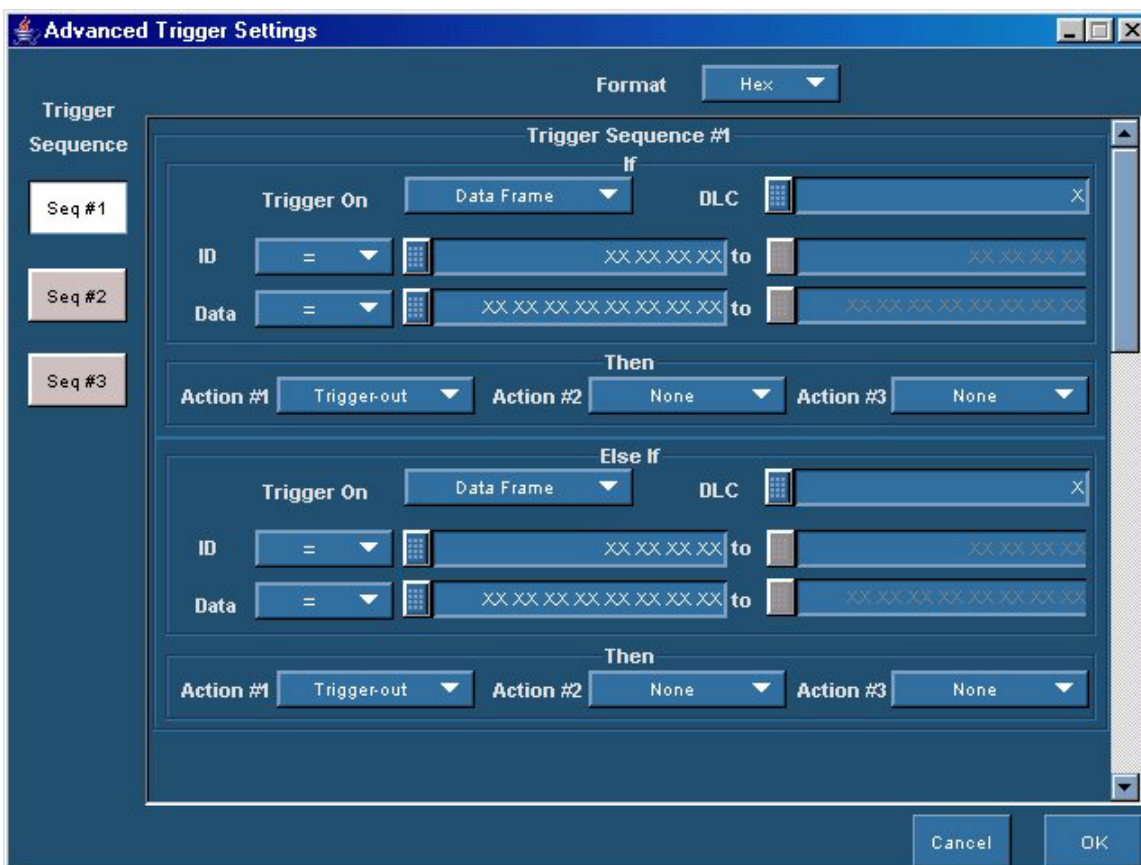 Advanced Trigger Settings
Format Hex
Trigger
Sequence
Seq #1
Seq #2
Seq #3
Trigger Sequence #1
If
Trigger On Data Frame DLC X
ID = XX XX XX XX to XX XX XX XX
Data = XX XX XX XX XX XX XX XX to XX XX XX XX XX XX XX XX
Then
Action #1 Trigger-out Action #2 None Action #3 None
Else If
Trigger On Data Frame DLC X
ID = XX XX XX XX to XX XX XX XX
Data = XX XX XX XX XX XX XX XX to XX XX XX XX XX XX XX XX
Then
Action #1 Trigger-out Action #2 None Action #3 None
Cancel OK